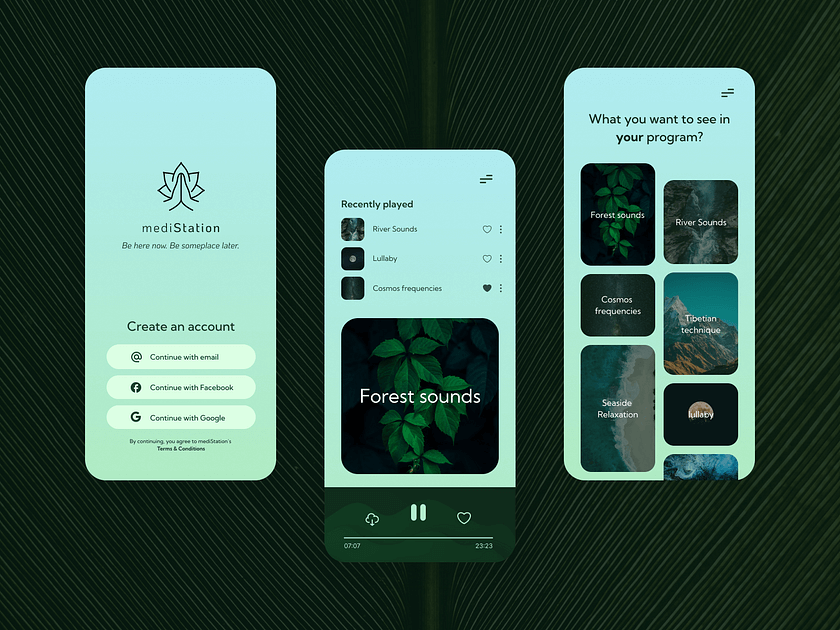 mediStation
Be here now. Be someplace later.
Create an account
Continue with email
Continue with Facebook
Continue with Google
By continuing, you agree to mediStation's
Terms & Conditions
Recently played
River Sounds
Lullaby
Cosmos frequencies
Forest sounds
07:07
23:23
What you want to see in
your program?
Forest sounds
River Sounds
Cosmos
frequencies
Tibetian
technique
Seaside
Relaxation
lullaby